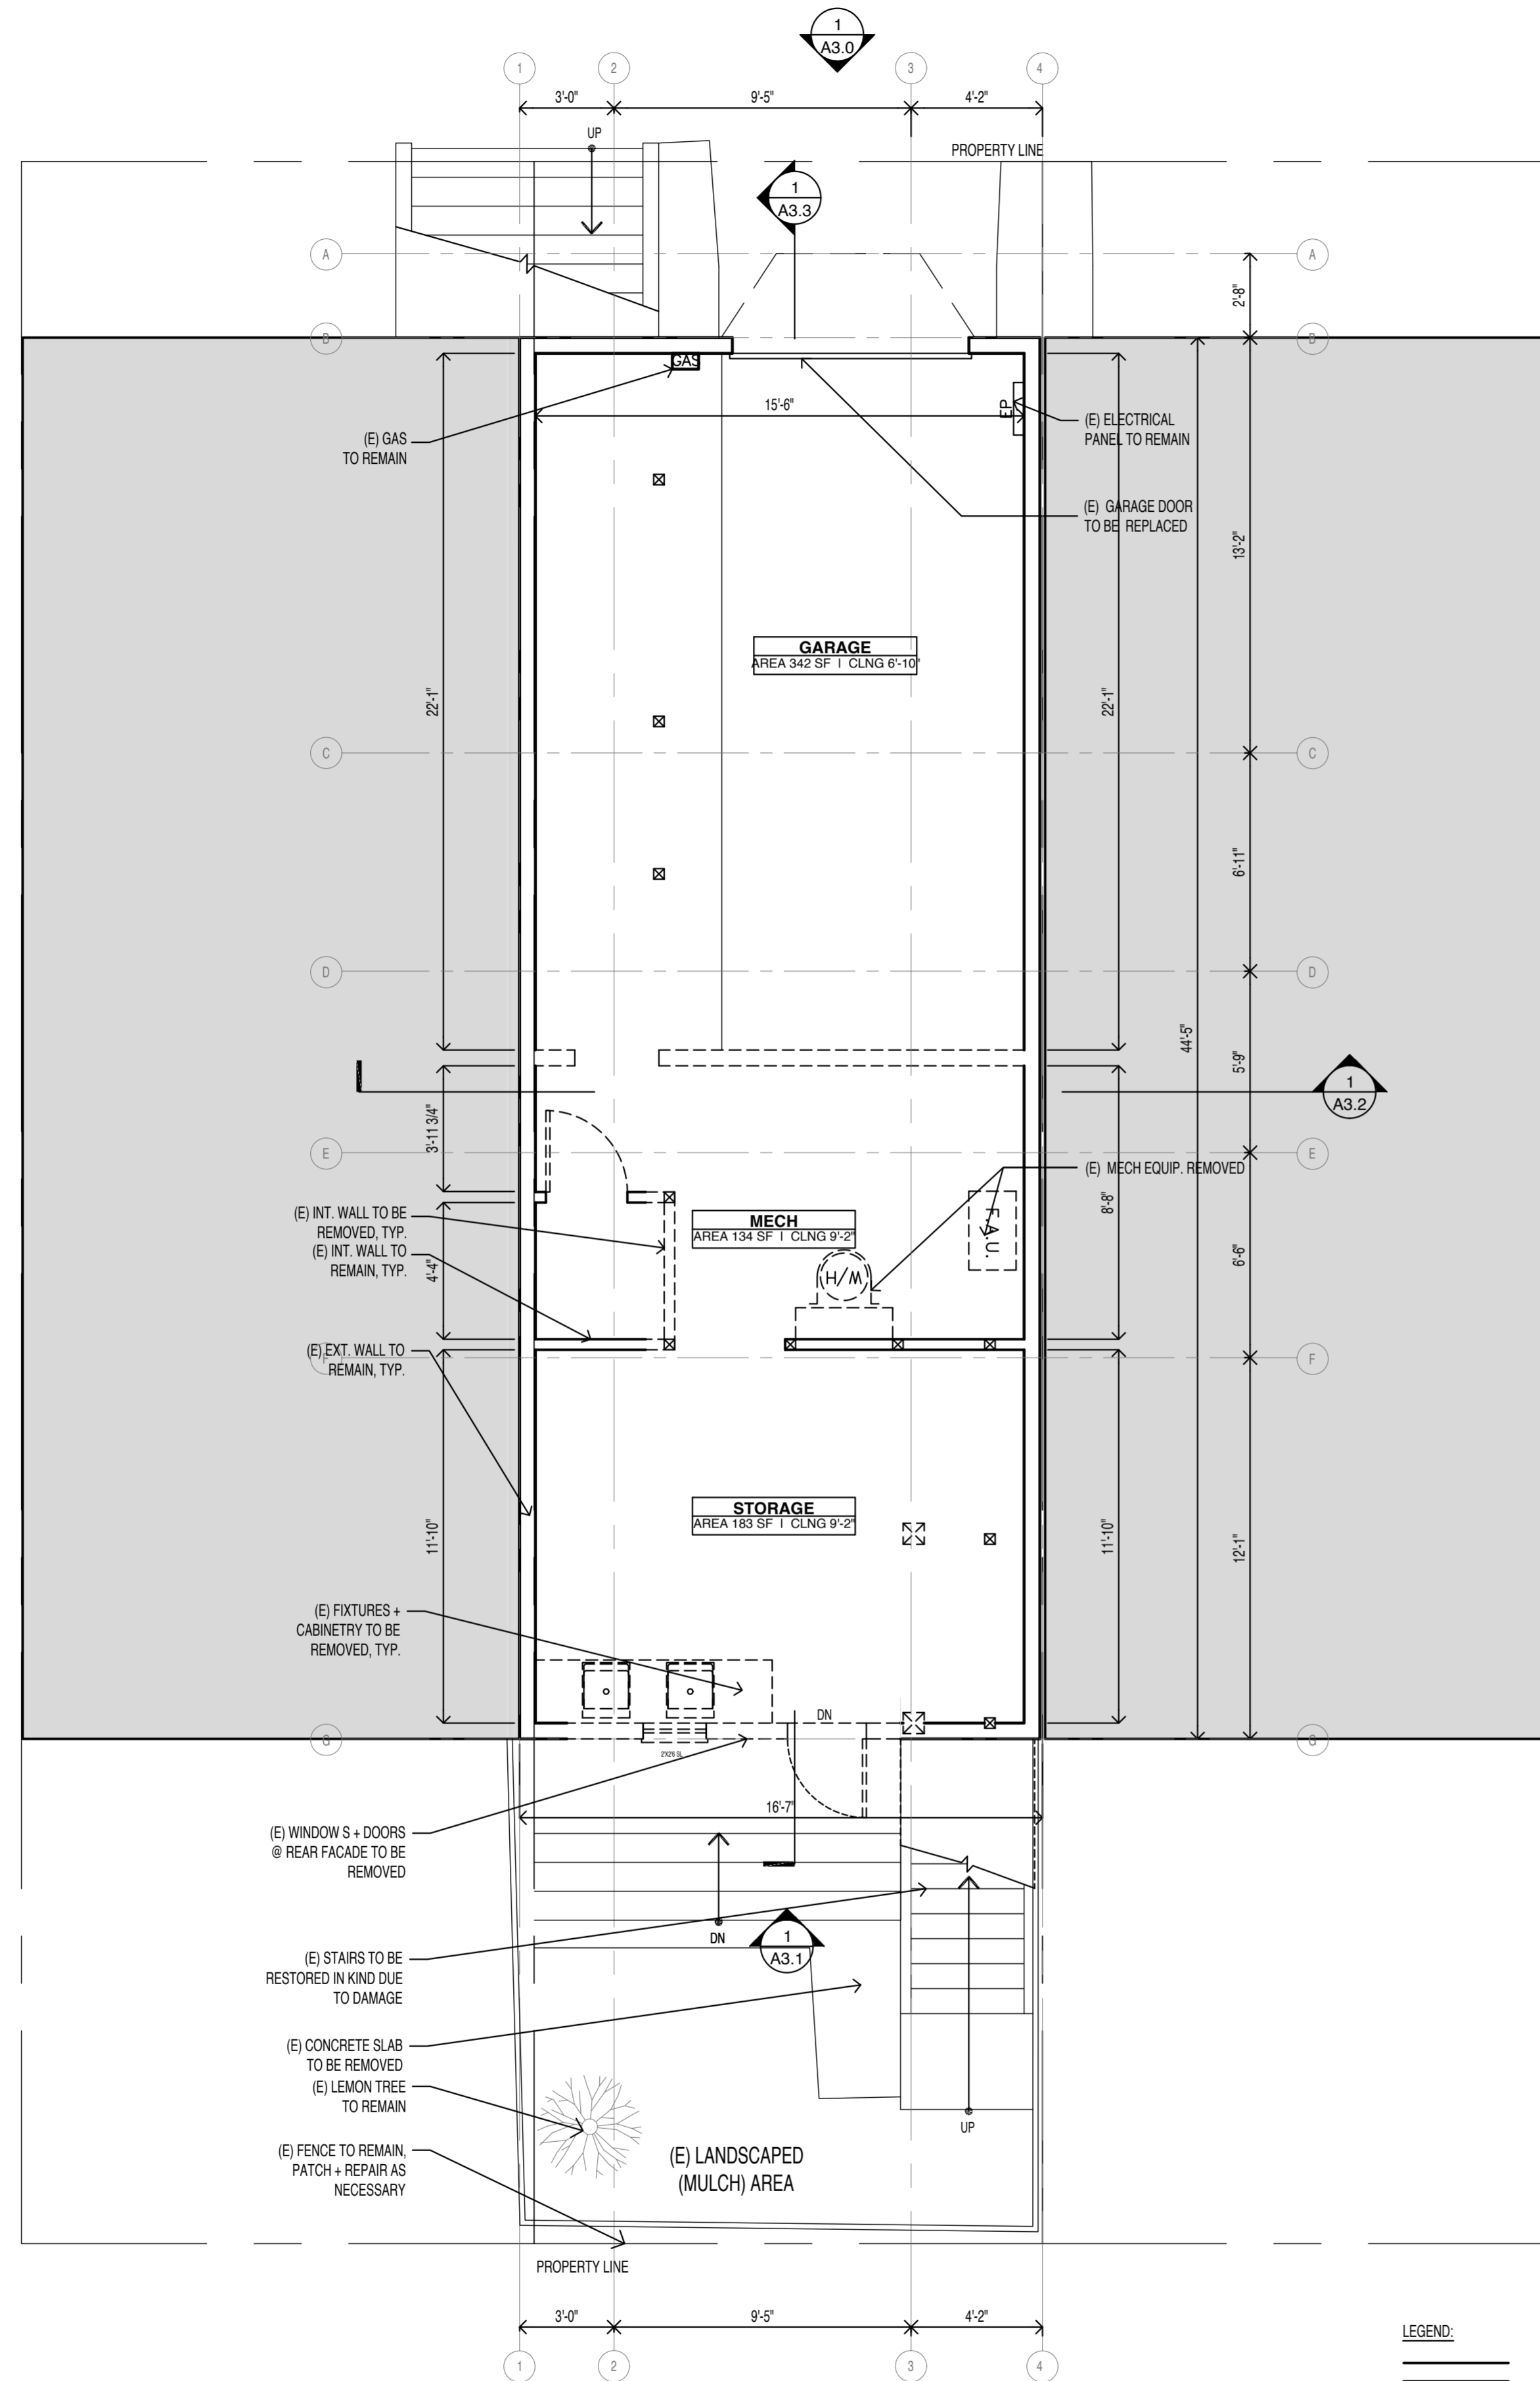 1
A3.0
1
2
3
4
3'-0"
9'-5"
4'-2"
UP
PROPERTY LINE
1
A3.3
A
A
2'-8"
B
B
GAS
15'-6"
EP
(E) GAS
TO REMAIN
(E) ELECTRICAL
PANEL TO REMAIN
(E) GARAGE DOOR
TO BE REPLACED
13'-2"
GARAGE
AREA 342 SF | CLNG 6'-10"
22'-1"
22'-1"
C
C
6'-11"
D
D
44'-5"
5'-9"
1
A3.2
3'-11 3/4"
E
E
(E) MECH EQUIP. REMOVED
8'-8"
(E) INT. WALL TO BE
REMOVED, TYP.
(E) INT. WALL TO
REMAIN, TYP.
4'-4"
MECH
AREA 134 SF | CLNG 9'-2"
F.A.U.
W/H
6'-6"
(E) EXT. WALL TO
REMAIN, TYP.
F
F
STORAGE
AREA 183 SF | CLNG 9'-2"
11'-10"
11'-10"
12'-1"
(E) FIXTURES +
CABINETRY TO BE
REMOVED, TYP.
DN
G
G
2'X2'6 SL
16'-7"
(E) WINDOW S + DOORS
@ REAR FACADE TO BE
REMOVED
DN
1
A3.1
(E) STAIRS TO BE
RESTORED IN KIND DUE
TO DAMAGE
(E) CONCRETE SLAB
TO BE REMOVED
(E) LEMON TREE
TO REMAIN
UP
(E) FENCE TO REMAIN,
PATCH + REPAIR AS
NECESSARY
(E) LANDSCAPED
(MULCH) AREA
PROPERTY LINE
3'-0"
9'-5"
4'-2"
LEGEND:
1
2
3
4